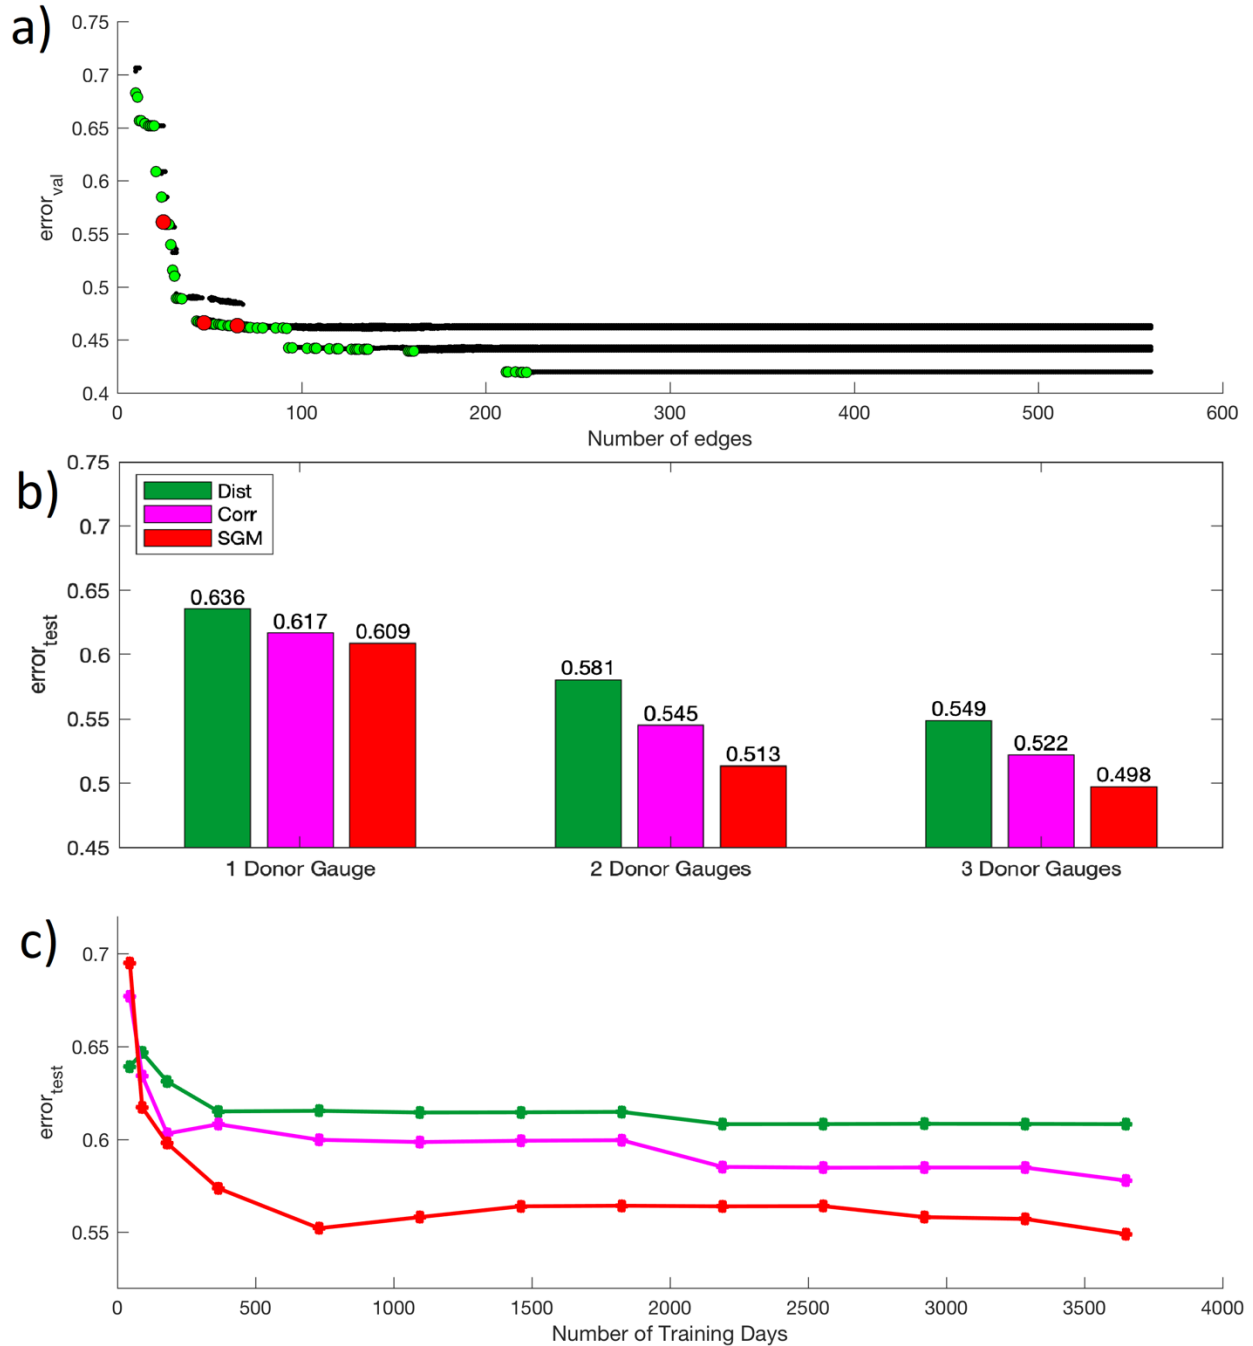 a)
0.75
0.7
0.65
0.6
0.55
0.5
0.45
0.4
error_val
0 100 200 300 400 500 600
Number of edges
b)
0.75
0.7
0.65
0.6
0.55
0.5
0.45
error_test
Dist
Corr
SGM
0.636 0.617 0.609
0.581 0.545 0.513
0.549 0.522 0.498
1 Donor Gauge 2 Donor Gauges 3 Donor Gauges
c)
0.7
0.65
0.6
0.55
error_test
0 500 1000 1500 2000 2500 3000 3500 4000
Number of Training Days